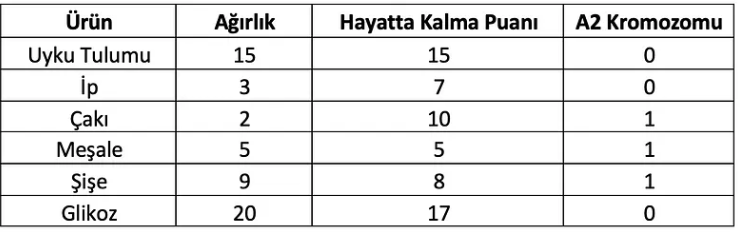 Ürün Ağırlık Hayatta Kalma Puanı A2 Kromozomu
Uyku Tulumu 15 15 0
İp 3 7 0
Çakı 2 10 1
Meşale 5 5 1
Şişe 9 8 1
Glikoz 20 17 0